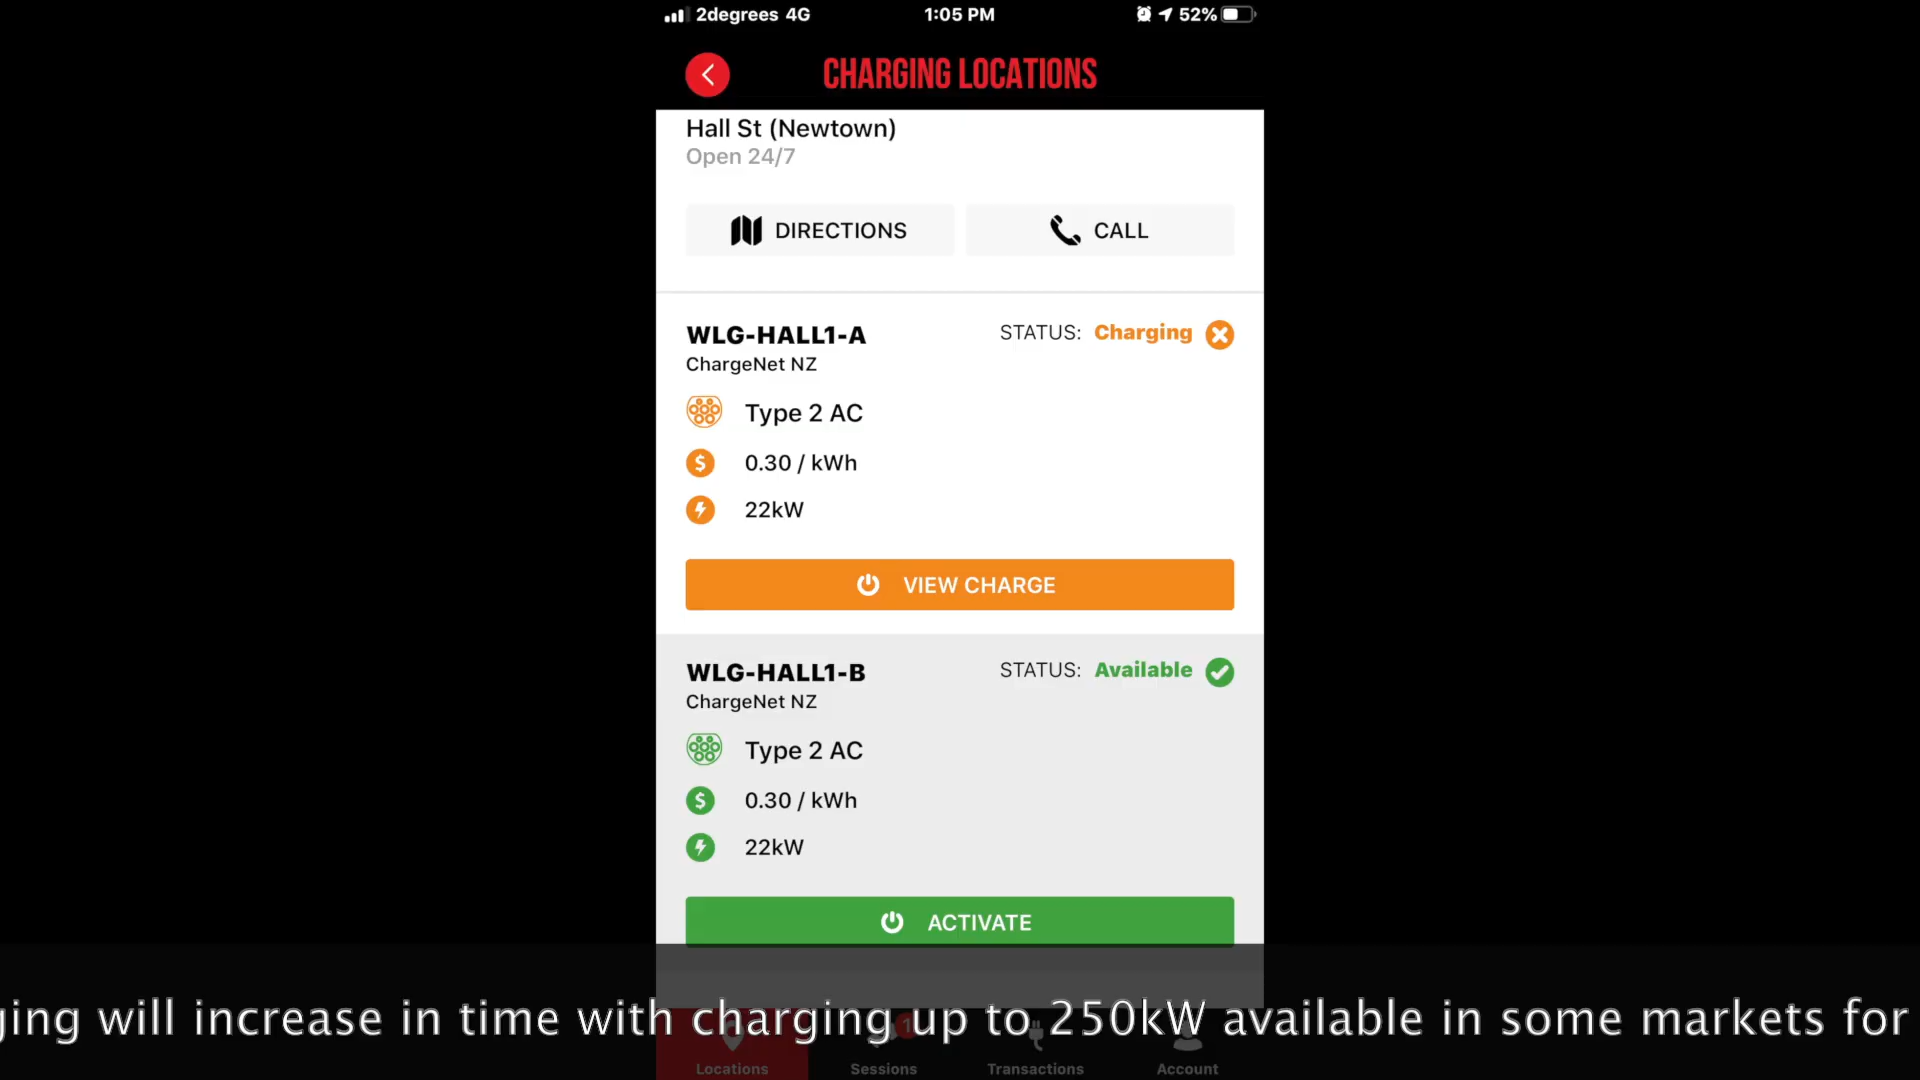 2degrees 4G 1:05 PM 52%
CHARGING LOCATIONS
Hall St (Newtown)
Open 24/7
DIRECTIONS CALL
WLG-HALL1-A STATUS: Charging
ChargeNet NZ
Type 2 AC
$ 0.30 / kWh
22kW
VIEW CHARGE
WLG-HALL1-B STATUS: Available
ChargeNet NZ
Type 2 AC
$ 0.30 / kWh
22kW
ACTIVATE
ging will increase in time with charging up to 250kW available in some markets for
1
Locations Sessions Transactions Account